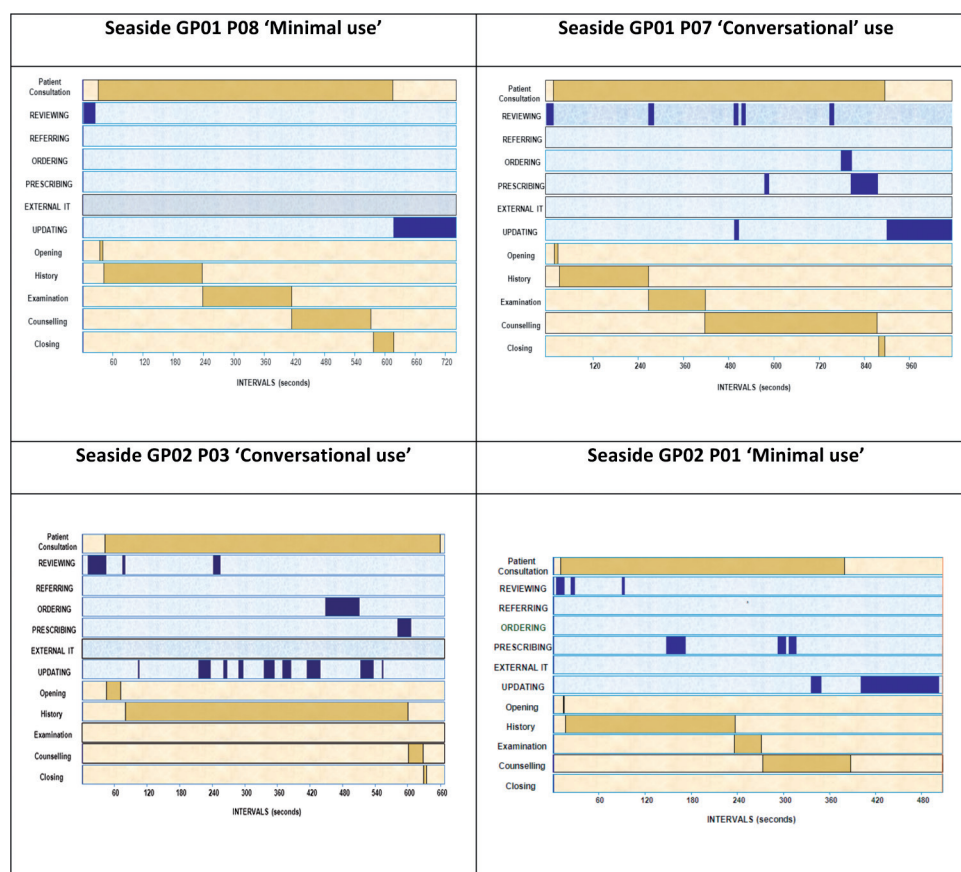 Seaside GP01 P08 ‘Minimal use’
Patient
Consultation
REVIEWING
REFERRING
ORDERING
PRESCRIBING
EXTERNAL IT
UPDATING
Opening
History
Examination
Counselling
Closing
60 120 180 240 300 360 420 480 540 600 660 720
INTERVALS (seconds)
Seaside GP01 P07 ‘Conversational’ use
Patient
Consultation
REVIEWING
REFERRING
ORDERING
PRESCRIBING
EXTERNAL IT
UPDATING
Opening
History
Examination
Counselling
Closing
120 240 360 480 600 720 840 960
INTERVALS (seconds)
Seaside GP02 P03 ‘Conversational use’
Patient
Consultation
REVIEWING
REFERRING
ORDERING
PRESCRIBING
EXTERNAL IT
UPDATING
Opening
History
Examination
Counselling
Closing
60 120 180 240 300 360 420 480 540 600 660
INTERVALS (seconds)
Seaside GP02 P01 ‘Minimal use’
Patient
Consultation
REVIEWING
REFERRING
ORDERING
PRESCRIBING
EXTERNAL IT
UPDATING
Opening
History
Examination
Counselling
Closing
60 120 180 240 300 360 420 480
INTERVALS (seconds)